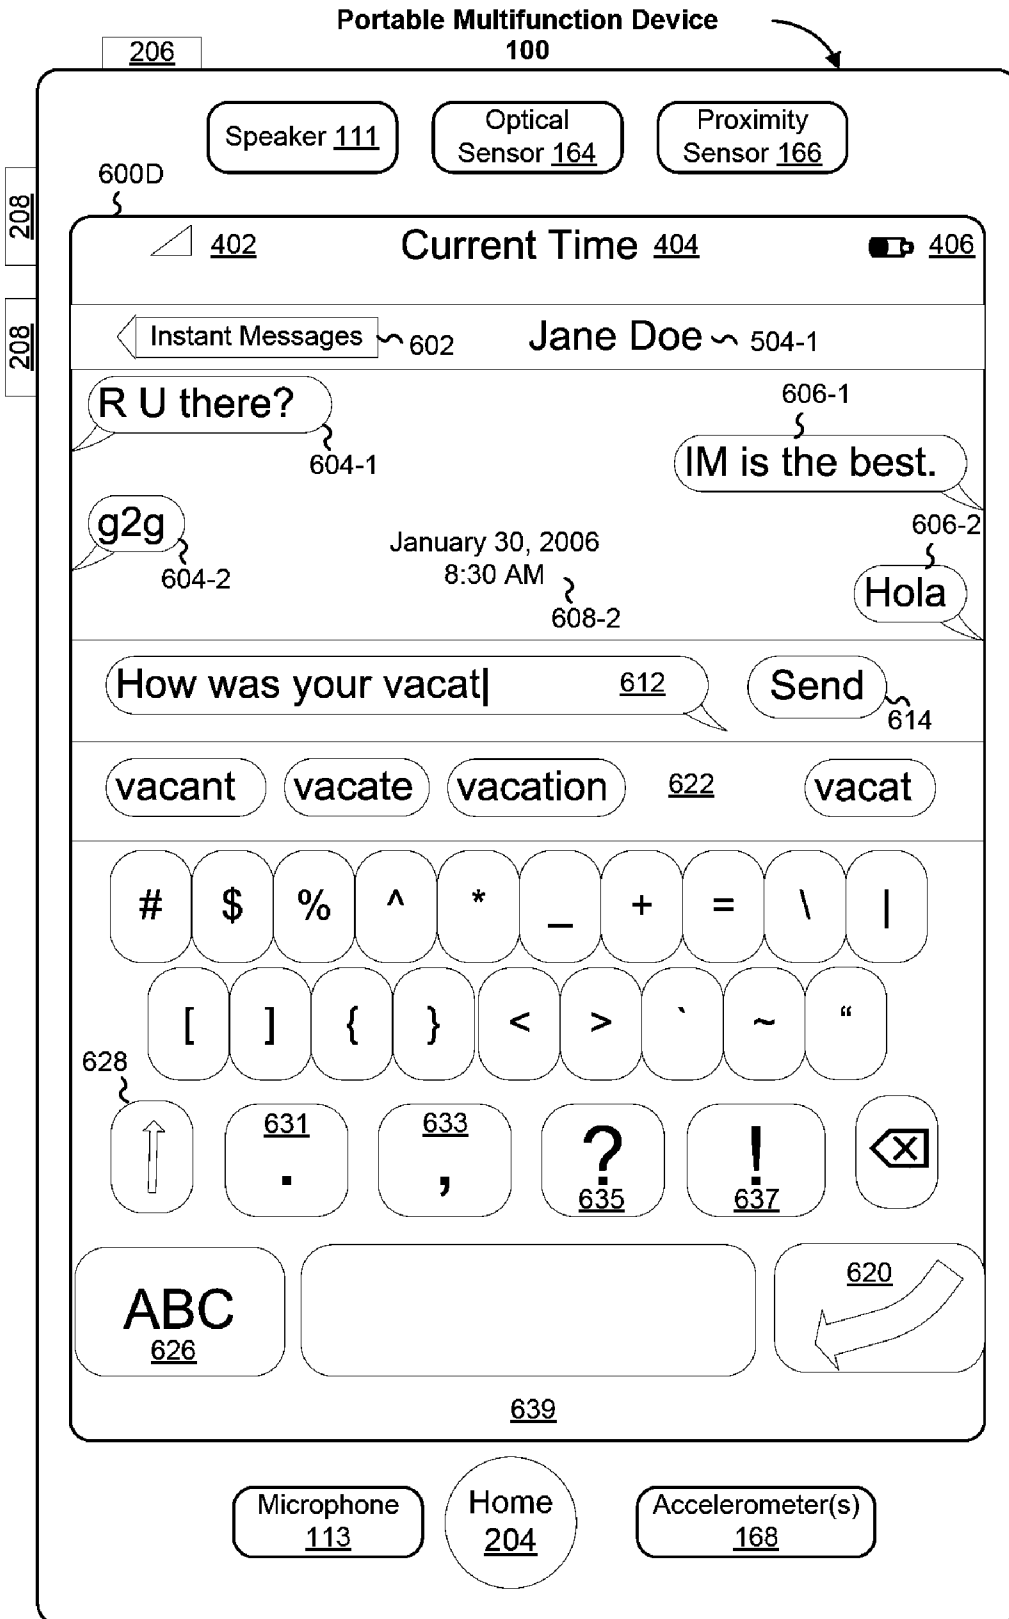 Portable Multifunction Device
100
206
Speaker 111
Optical
Sensor 164
Proximity
Sensor 166
600D
208
208
402
Current Time 404
406
Instant Messages
602
Jane Doe
504-1
R U there?
604-1
606-1
IM is the best.
g2g
604-2
January 30, 2006
8:30 AM
608-2
606-2
Hola
How was your vacat
612
Send
614
vacant vacate vacation 622 vacat
# $ % ^ * _ + = \ |
[ ] { } < > ` ~ “
628
631
.
633
,
?
635
!
637
ABC
626
620
639
Microphone
113
Home
204
Accelerometer(s)
168